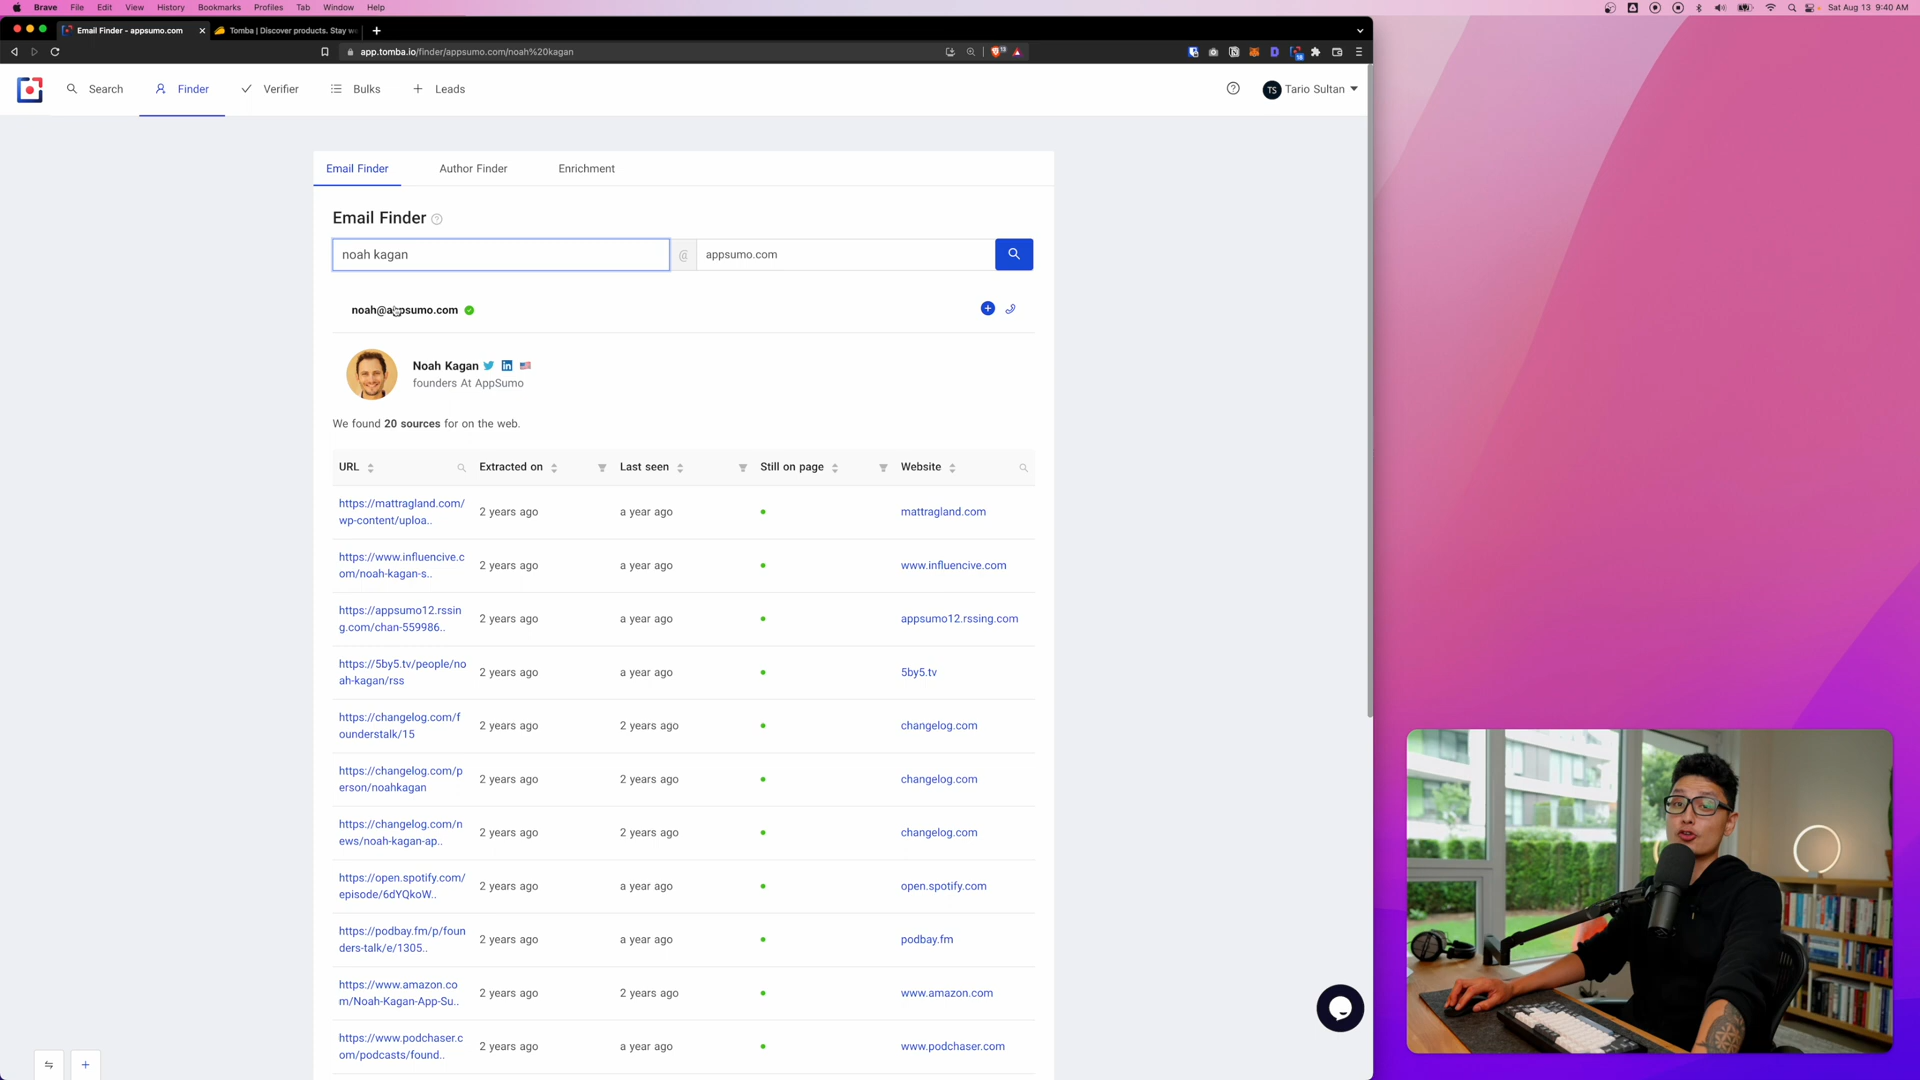 Brave File Edit View History Bookmarks Profiles Tab Window Help
Sat Aug 13 9:40 AM
Email Finder - appsumo.com
Tomba | Discover products. Stay we
app.tomba.io/finder/appsumo.com/noah%20kagan
Search
Finder
Verifier
Bulks
Leads
TS
Tario Sultan
Email Finder
Author Finder
Enrichment
Email Finder
noah kagan
@
appsumo.com
noah@appsumo.com
Noah Kagan
founders At AppSumo
We found 20 sources for on the web.
URL Extracted on Last seen Still on page Website
https://mattragland.com/
wp-content/uploa..
2 years ago a year ago mattragland.com
https://www.influencive.c
om/noah-kagan-s..
2 years ago a year ago www.influencive.com
https://appsumo12.rssin
g.com/chan-559986..
2 years ago a year ago appsumo12.rssing.com
https://5by5.tv/people/no
ah-kagan/rss
2 years ago a year ago 5by5.tv
https://changelog.com/f
ounderstalk/15
2 years ago 2 years ago changelog.com
https://changelog.com/p
erson/noahkagan
2 years ago 2 years ago changelog.com
https://changelog.com/n
ews/noah-kagan-ap..
2 years ago 2 years ago changelog.com
https://open.spotify.com/
episode/6dYQkoW..
2 years ago a year ago open.spotify.com
https://podbay.fm/p/foun
ders-talk/e/1305..
2 years ago a year ago podbay.fm
https://www.amazon.co
m/Noah-Kagan-App-Su..
2 years ago 2 years ago www.amazon.com
https://www.podchaser.c
om/podcasts/found..
2 years ago a year ago www.podchaser.com